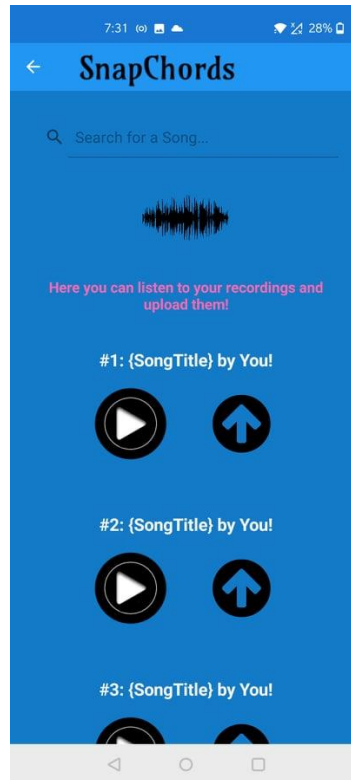 7:31 28%
SnapChords
Search for a Song...
Here you can listen to your recordings and
upload them!
#1: {SongTitle} by You!
#2: {SongTitle} by You!
#3: {SongTitle} by You!